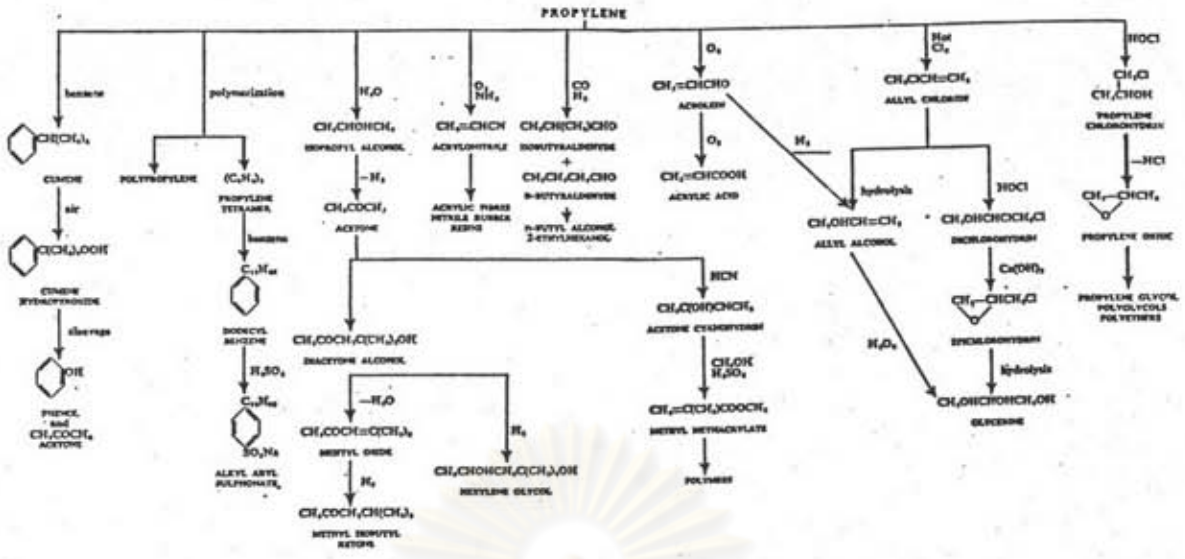 PROPYLENE
benzene
CH(CH₃)₂
CUMENE
air
C(CH₃)₂OOH
CUMENE
HYDROPEROXIDE
cleavage
OH
PHENOL
and
CH₃COCH₃
ACETONE
polymerization
POLYPROPYLENE
(C₃H₆)₄
PROPYLENE
TETRAMER
benzene
DODECYL
BENZENE
H₂SO₄
SO₃Na
ALKYL ARYL
SULPHONATE
H₂O
CH₃CHOHCH₃
ISOPROPYL ALCOHOL
—H₂
CH₃COCH₃
ACETONE
CH₃COCH₂C(CH₃)₂OH
DIACETONE ALCOHOL
—H₂O
CH₃COCH=C(CH₃)₂
MESITYL OXIDE
H₂
CH₃COCH₂CH(CH₃)₂
METHYL ISOBUTYL
KETONE
H₂
CH₃CHOHCH₂C(CH₃)₂OH
HEXYLENE GLYCOL
HCN
CH₃C(OH)CNCH₃
ACETONE CYANOHYDRIN
CH₃OH
H₂SO₄
CH₂=C(CH₃)COOCH₃
METHYL METHACYLATE
POLYMERS
O₂
NH₃
CH₂=CHCN
ACRYLONITRILE
ACRYLIC FIBRES
NITRILE RUBBER
RESINS
CO
H₂
CH₃CH(CH₃)CHO
ISOBUTYRALDEHYDE
+
CH₃CH₂CH₂CHO
n-BUTYRALDEHYDE
n-BUTYL ALCOHOL
2-ETHYLHEXANOL
O₂
CH₂=CHCHO
ACROLEIN
O₂
CH₂=CHCOOH
ACRYLIC ACID
H₂
Hot
Cl₂
CH₂ClCH=CH₂
ALLYL CHLORIDE
hydrolysis
CH₂OHCH=CH₂
ALLYL ALCOHOL
H₂O₂
HOCl
DICHLOROHYDRIN
Ca(OH)₂
CH₂—CHCH₂Cl
O
EPICHLOROHYDRIN
hydrolysis
CH₂OHCHOHCH₂OH
GLYCERINE
HOCl
CH₂Cl
CH₃CHOH
PROPYLENE
CHLOROHYDRIN
—HCl
CH₂—CHCH₃
O
PROPYLENE OXIDE
PROPYLENE GLYCOL
POLYGLYCOLS
POLYETHERS